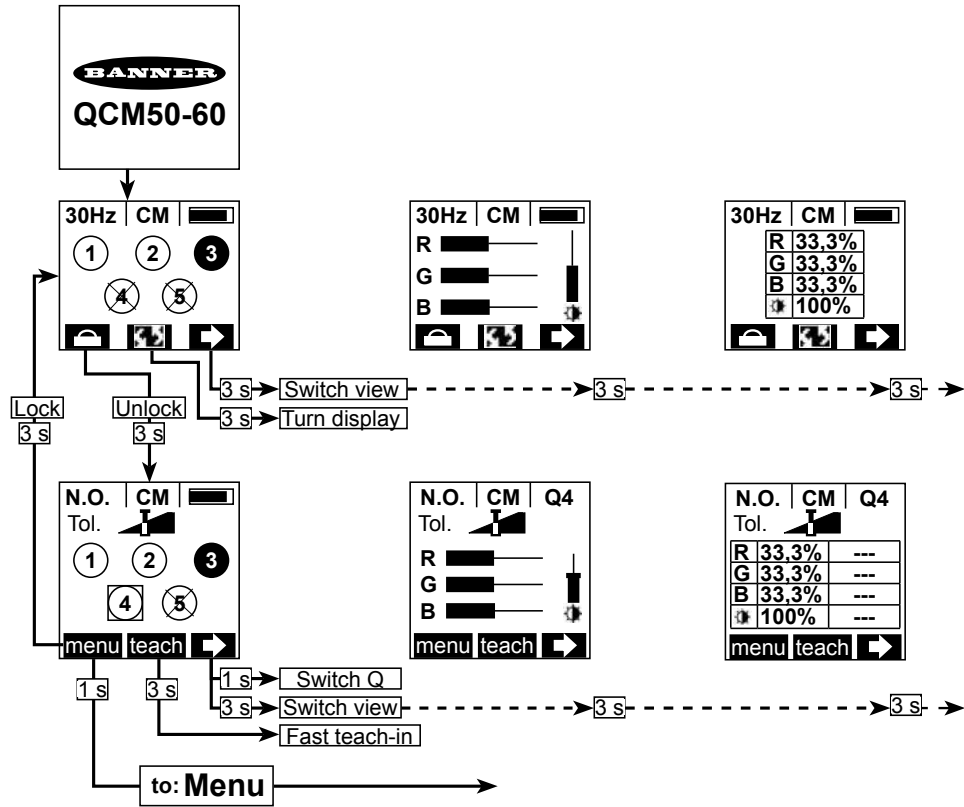 BANNER
QCM50-60
30Hz CM
1 2 3
4 5
30Hz CM
R
G
B
30Hz CM
R 33,3%
G 33,3%
B 33,3%
100%
3 s Switch view 3 s 3 s
3 s Turn display
Lock
3 s
Unlock
3 s
N.O. CM
Tol.
1 2 3
4 5
menu teach
N.O. CM Q4
Tol.
R
G
B
menu teach
N.O. CM Q4
Tol.
R 33,3% ---
G 33,3% ---
B 33,3% ---
100% ---
menu teach
1 s
3 s
1 s Switch Q
3 s Switch view 3 s 3 s
Fast teach-in
to: Menu